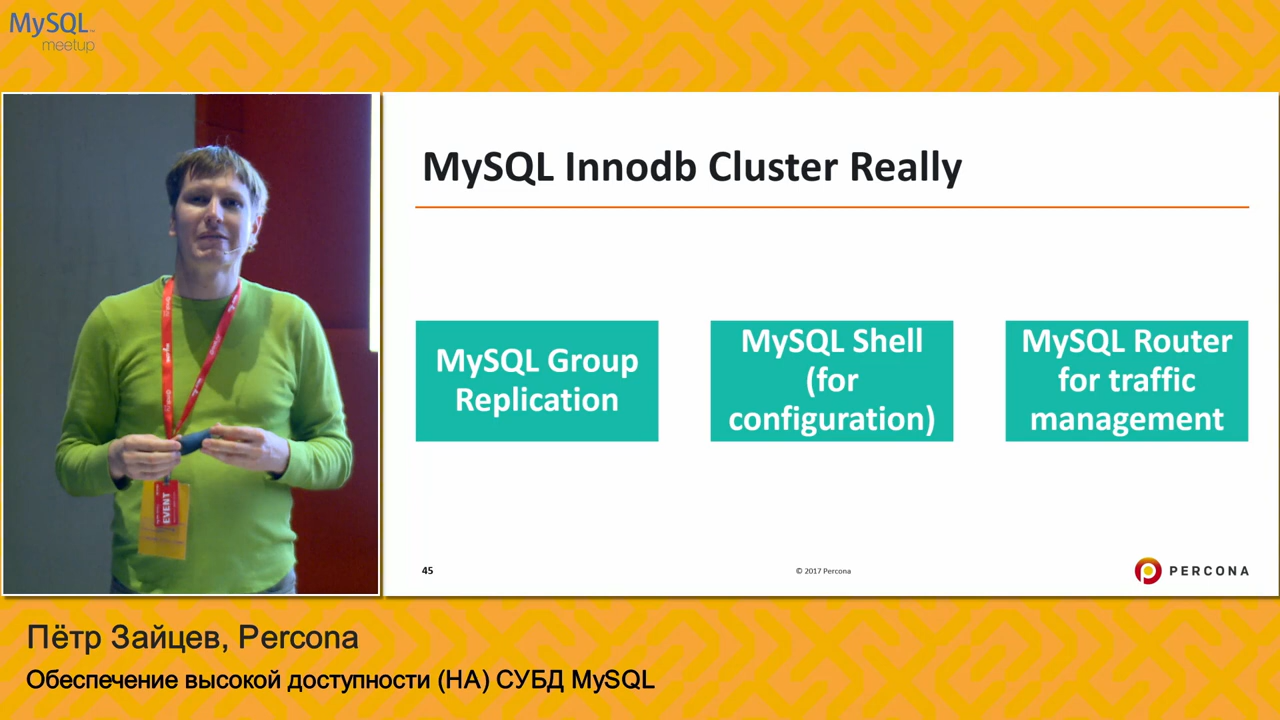 MySQL
meetup
MySQL Innodb Cluster Really
MySQL Group
Replication
MySQL Shell
(for
configuration)
MySQL Router
for traffic
management
45
© 2017 Percona
PERCONA
EVENT
Пётр Зайцев, Percona
Обеспечение высокой доступности (HA) СУБД MySQL